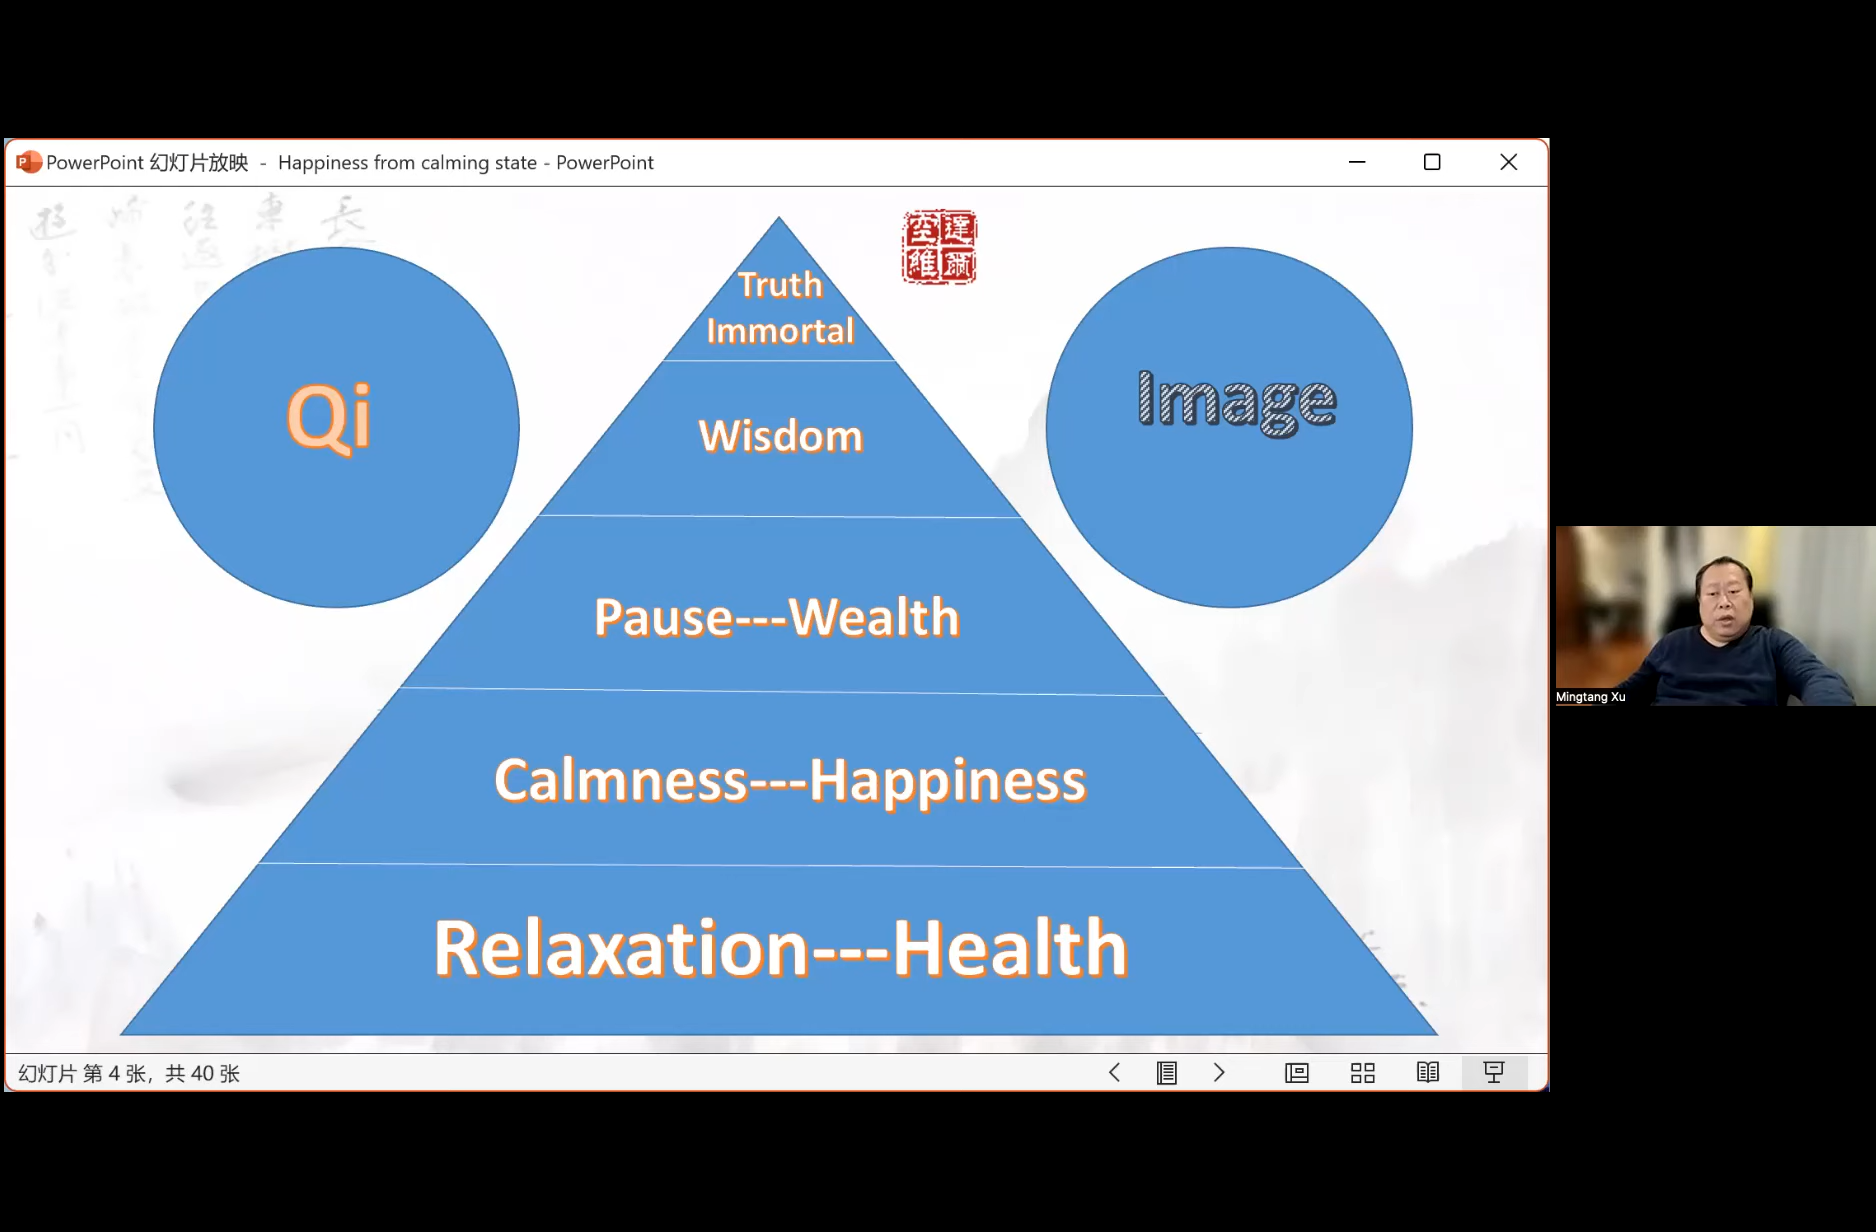 PowerPoint 幻灯片放映 - Happiness from calming state - PowerPoint
Truth
Immortal
Qi
Image
Wisdom
Pause---Wealth
Calmness---Happiness
Relaxation---Health
Mingtang Xu
幻灯片 第 4 张，共 40 张